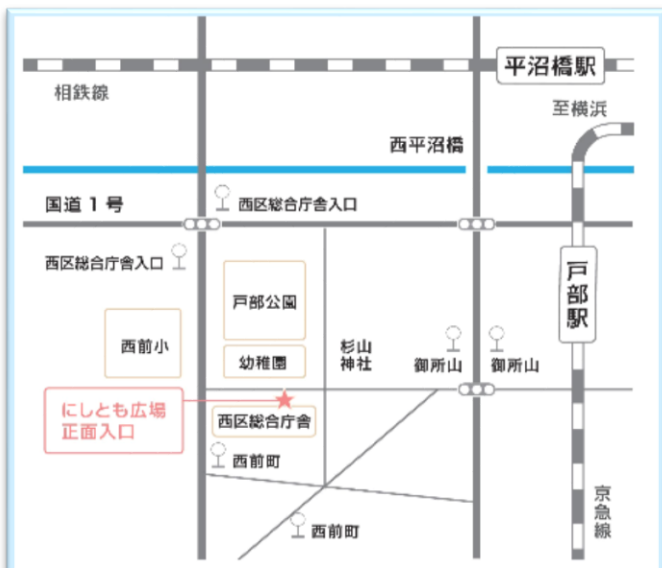 平沼橋駅
相鉄線
至横浜
西平沼橋
国道1号
西区総合庁舎入口
西区総合庁舎入口
戸部駅
戸部公園
西前小
幼稚園
杉山
神社
御所山
御所山
にしとも広場
正面入口
西区総合庁舎
西前町
西前町
京急線